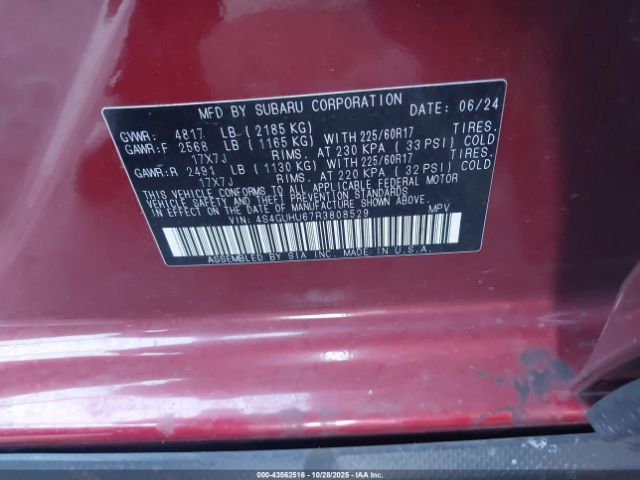 MFD BY SUBARU CORPORATION DATE: 06/24
GVWR: 4817 LB (2185 KG)
GAWR:F 2568 LB (1165 KG) WITH 225/60R17 TIRES,
17X7J RIMS, AT 230 KPA (33 PSI) COLD
GAWR:R 2491 LB (1130 KG) WITH 225/60R17 TIRES,
17X7J RIMS, AT 220 KPA (32 PSI) COLD
THIS VEHICLE CONFORMS TO ALL APPLICABLE FEDERAL MOTOR
VEHICLE SAFETY AND THEFT PREVENTION STANDARDS
IN EFFECT ON THE DATE OF MANUFACTURE SHOWN ABOVE.
VIN: 4S4GUHU67R3808529 MPV
ASSEMBLED BY SIA INC. MADE IN U.S.A.
000-43562516 10/28/2025 - IAA Inc.